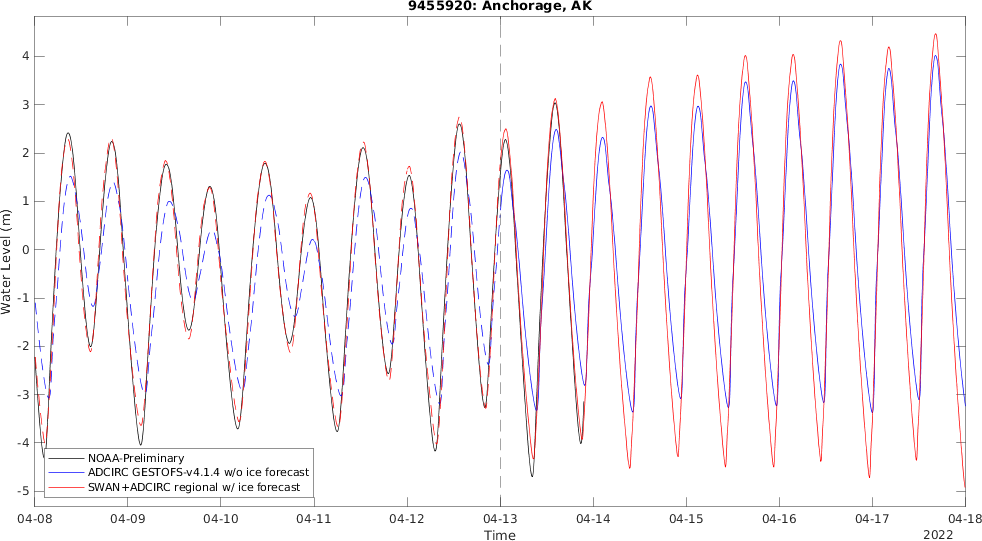 9455920: Anchorage, AK
4
3
2
1
0
-1
-2
-3
-4
-5
Water Level (m)
NOAA-Preliminary
ADCIRC GESTOFS-v4.1.4 w/o ice forecast
SWAN+ADCIRC regional w/ ice forecast
04-08 04-09 04-10 04-11 04-12 04-13 04-14 04-15 04-16 04-17 04-18
Time
2022